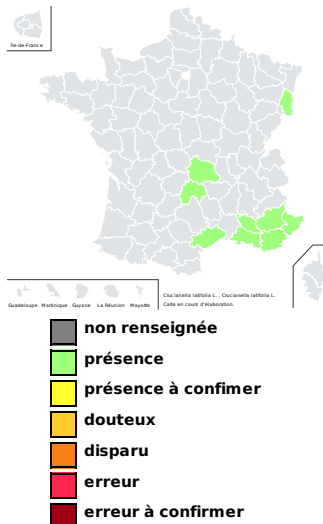 Île-de-France
Guadeloupe Martinique Guyane La Réunion Mayotte
Crucianella latifolia L. , Crucianella latifolia L.
Carte en cours d'élaboration.
non renseignée
présence
présence à confimer
douteux
disparu
erreur
erreur à confirmer